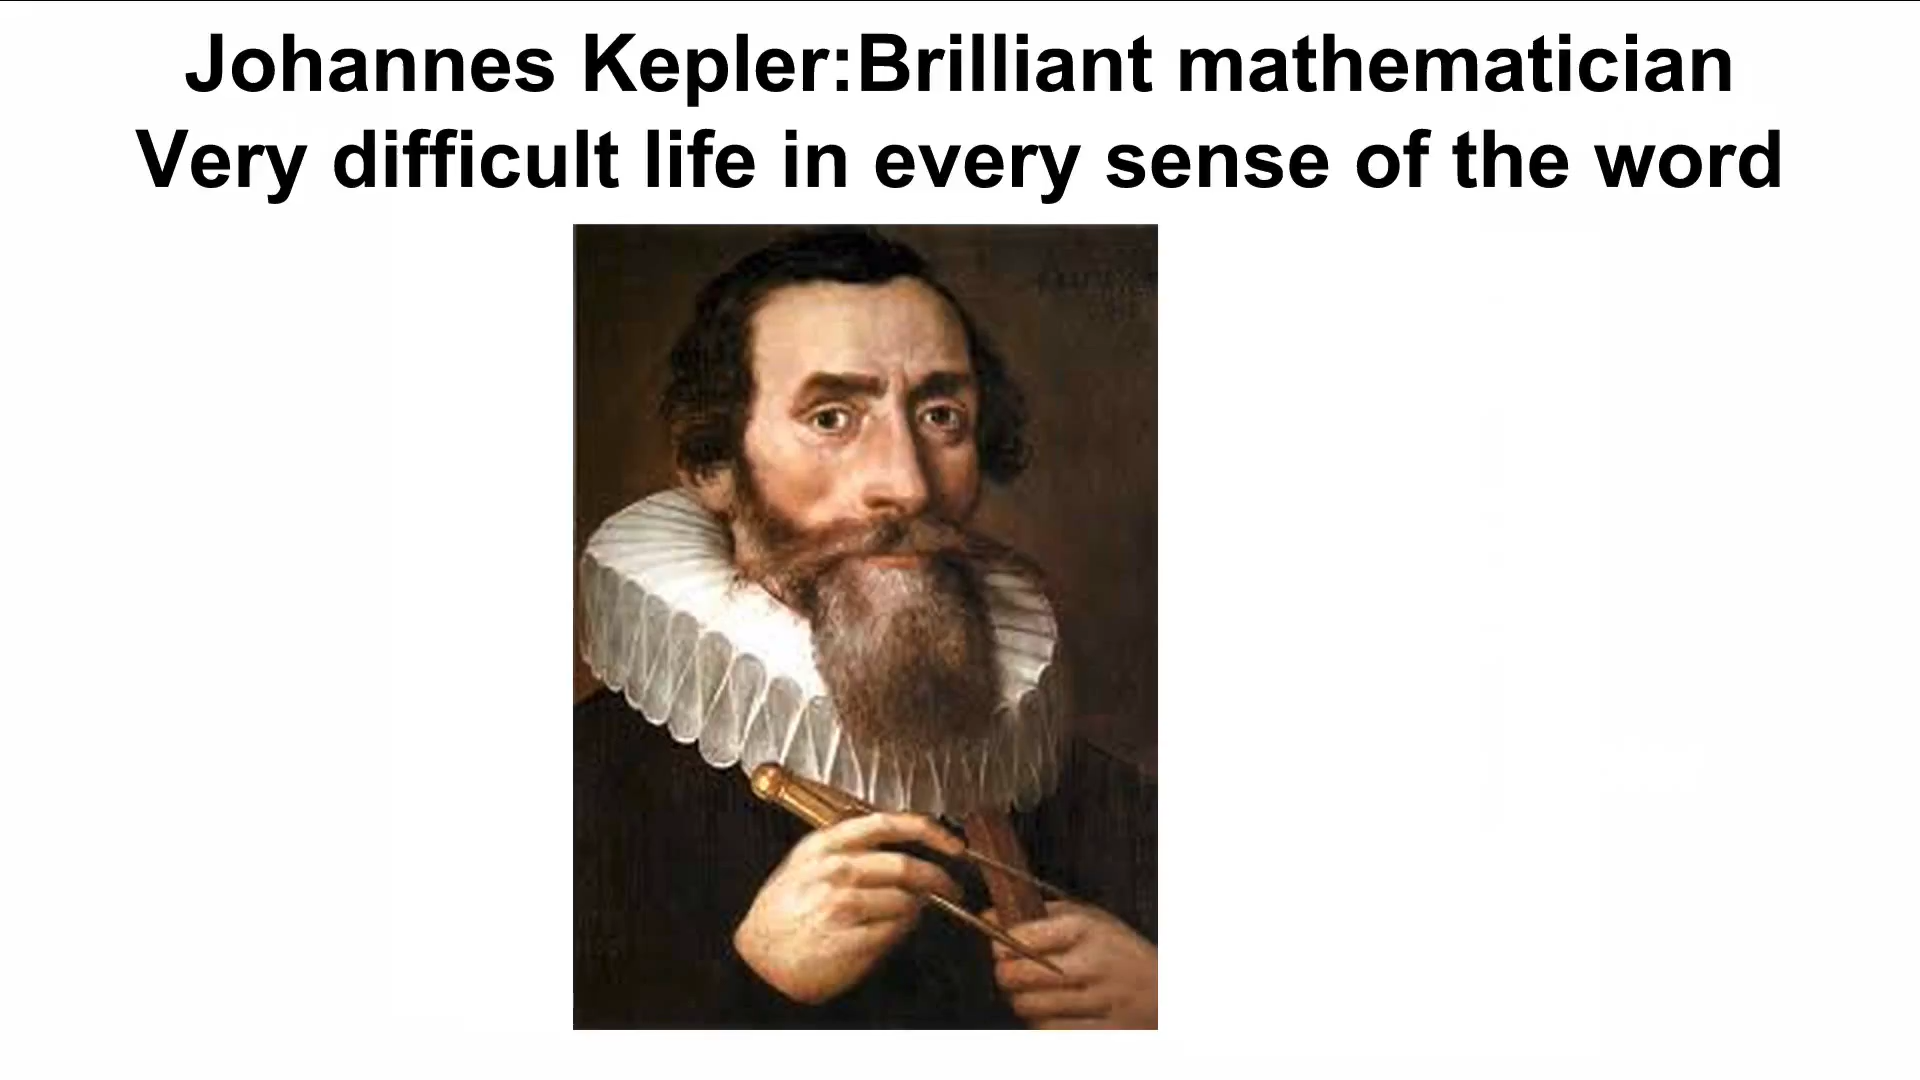 Johannes Kepler:Brilliant mathematician
Very difficult life in every sense of the word